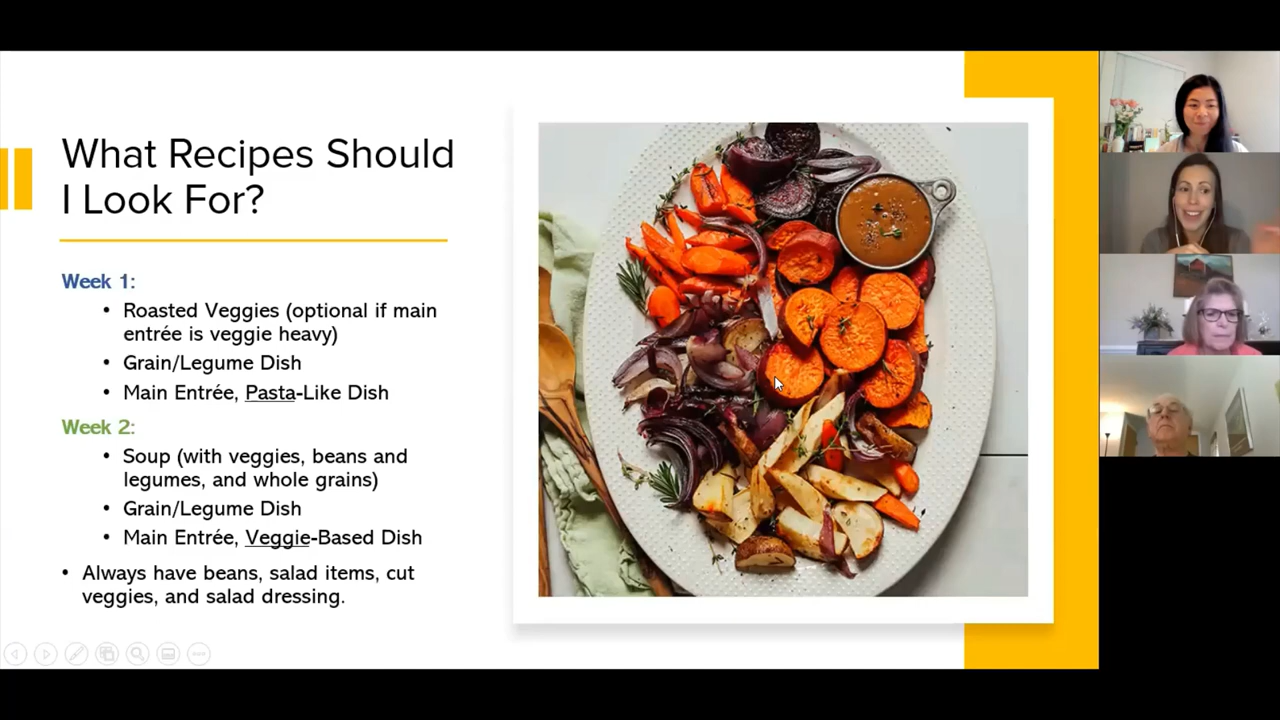 What Recipes Should
I Look For?
Week 1:
• Roasted Veggies (optional if main
entrée is veggie heavy)
• Grain/Legume Dish
• Main Entrée, Pasta-Like Dish
Week 2:
• Soup (with veggies, beans and
legumes, and whole grains)
• Grain/Legume Dish
• Main Entrée, Veggie-Based Dish
• Always have beans, salad items, cut
veggies, and salad dressing.